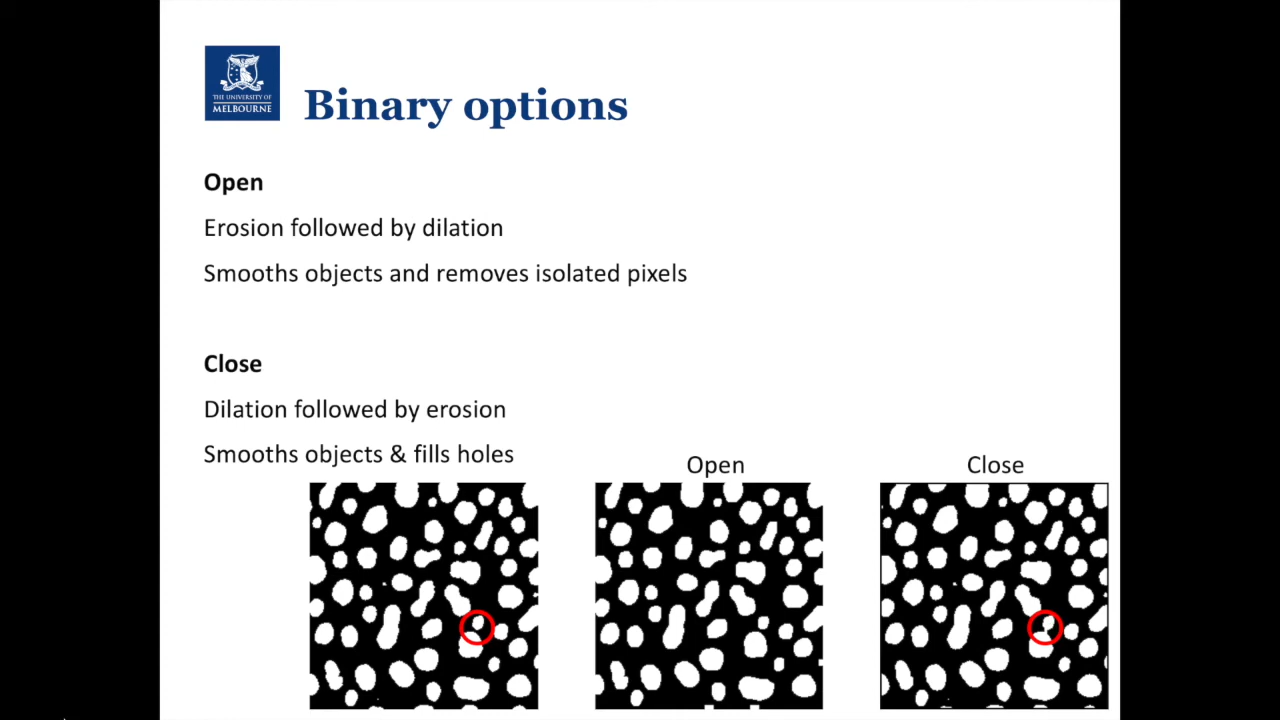 THE UNIVERSITY OF
MELBOURNE
Binary options
Open
Erosion followed by dilation
Smooths objects and removes isolated pixels
Close
Dilation followed by erosion
Smooths objects & fills holes
Open
Close